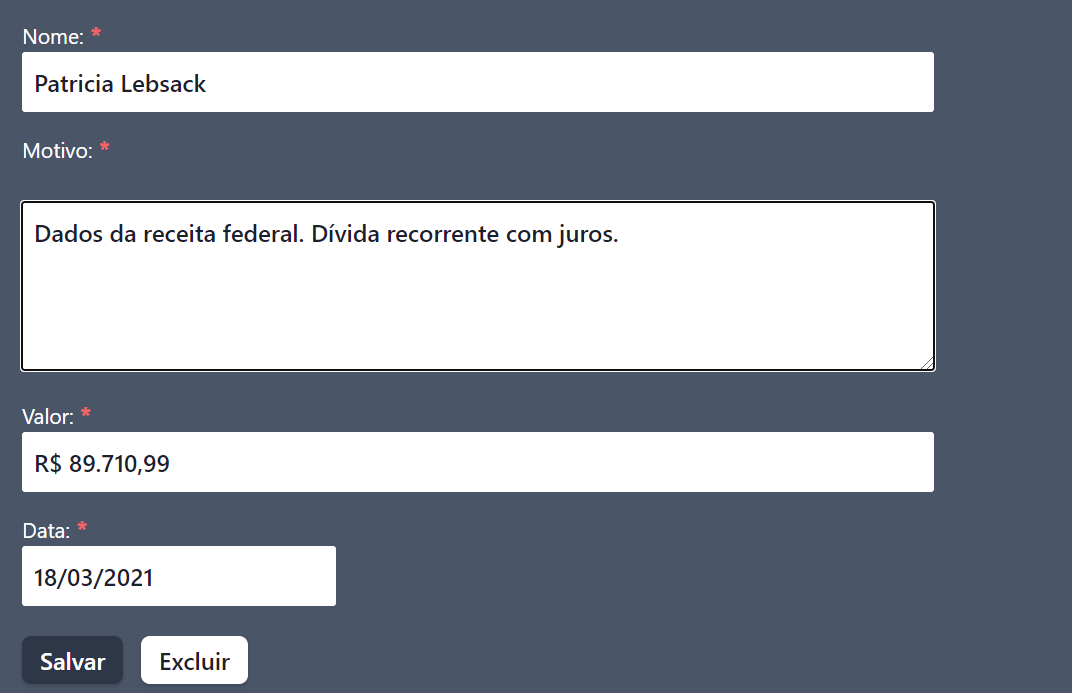 Nome: *
Patricia Lebsack
Motivo: *
Dados da receita federal. Dívida recorrente com juros.
Valor: *
R$ 89.710,99
Data: *
18/03/2021
Salvar Excluir